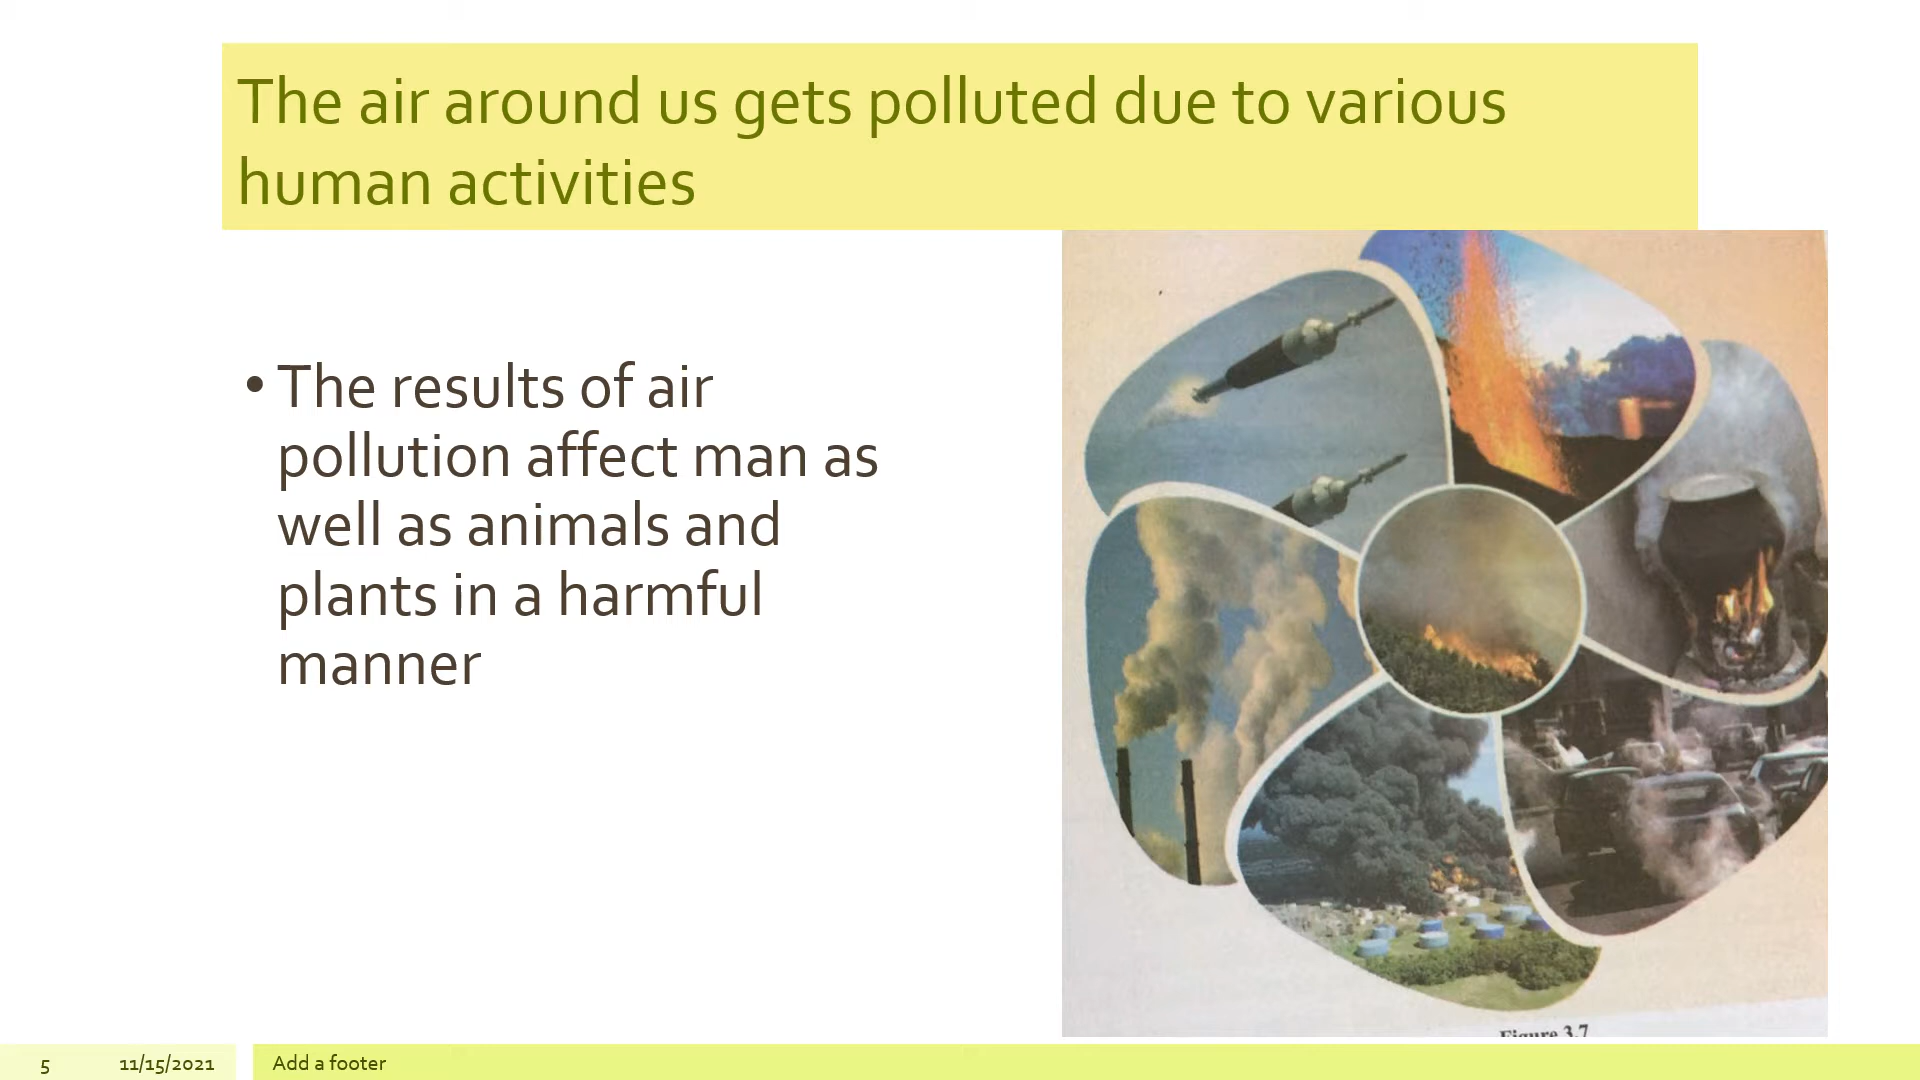 The air around us gets polluted due to various
human activities
• The results of air
pollution affect man as
well as animals and
plants in a harmful
manner
Figure 3.7
5
11/15/2021
Add a footer